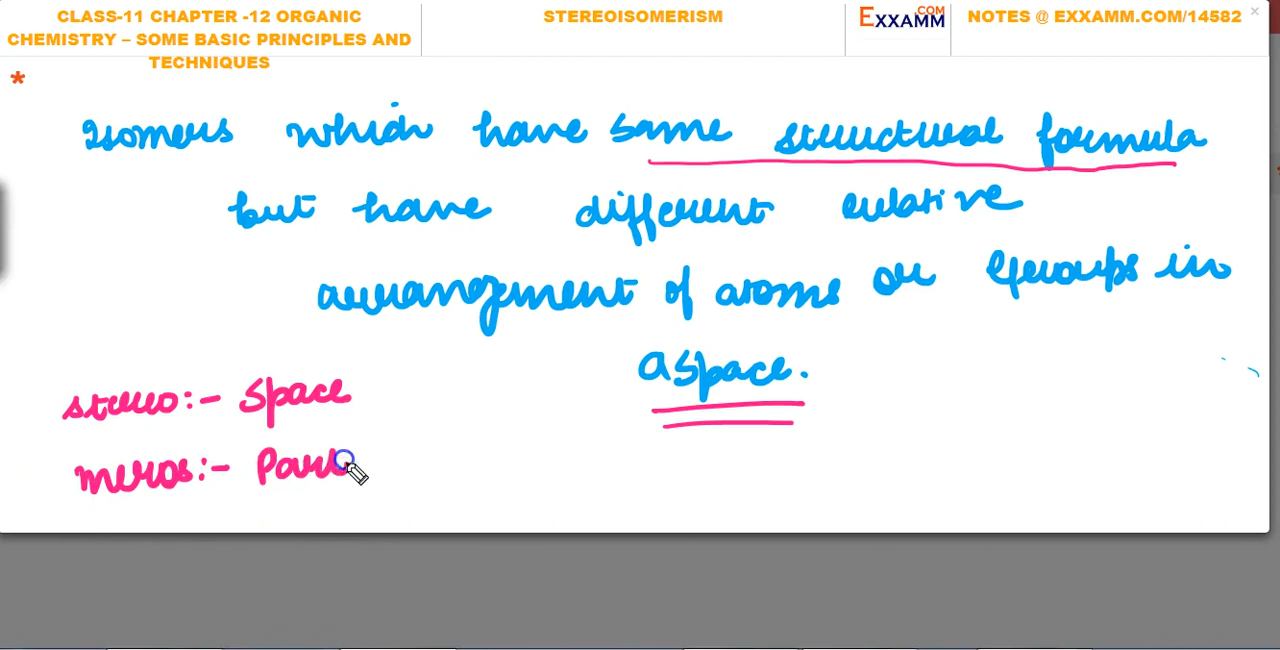 CLASS-11 CHAPTER -12 ORGANIC
CHEMISTRY – SOME BASIC PRINCIPLES AND
TECHNIQUES
STEREOISOMERISM
EXXAMM.COM
NOTES @ EXXAMM.COM/14582
*
Isomers which have same structural formula
but have different relative
arrangement of atoms or groups in
a space.
stereo:- Space
meros:- Part